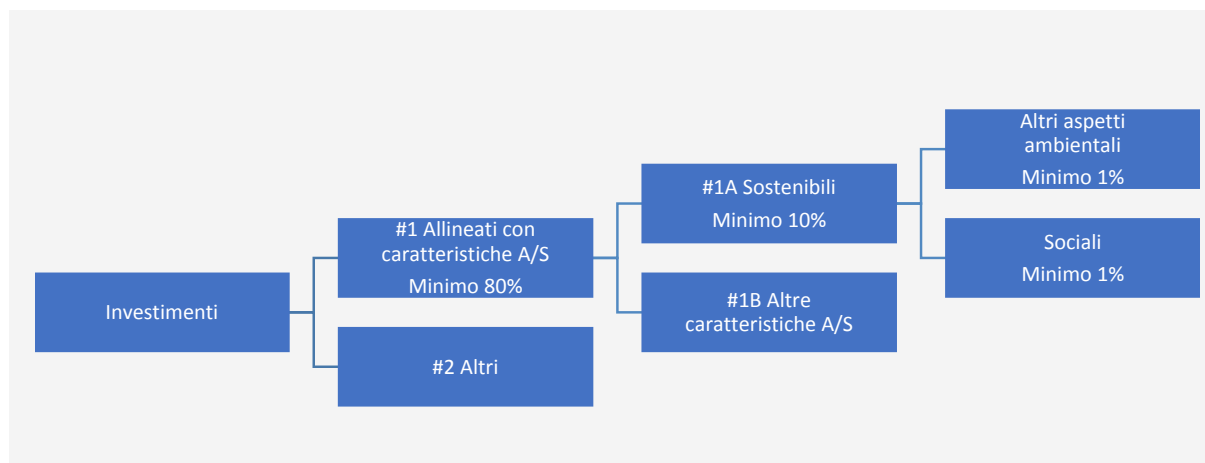 Investimenti
#1 Allineati con
caratteristiche A/S
Minimo 80%
#2 Altri
#1A Sostenibili
Minimo 10%
#1B Altre
caratteristiche A/S
Altri aspetti
ambientali
Minimo 1%
Sociali
Minimo 1%